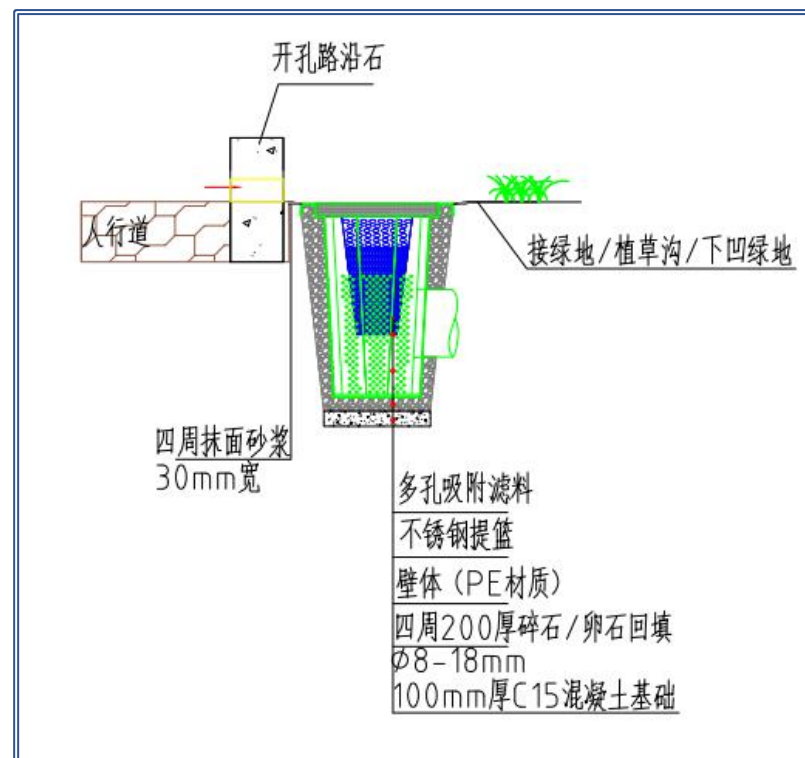 开孔路沿石
人行道
接绿地/植草沟/下凹绿地
四周抹面砂浆
30mm宽
多孔吸附滤料
不锈钢提篮
壁体（PE材质）
四周200厚碎石/卵石回填
ϕ8-18mm
100mm厚C15混凝土基础